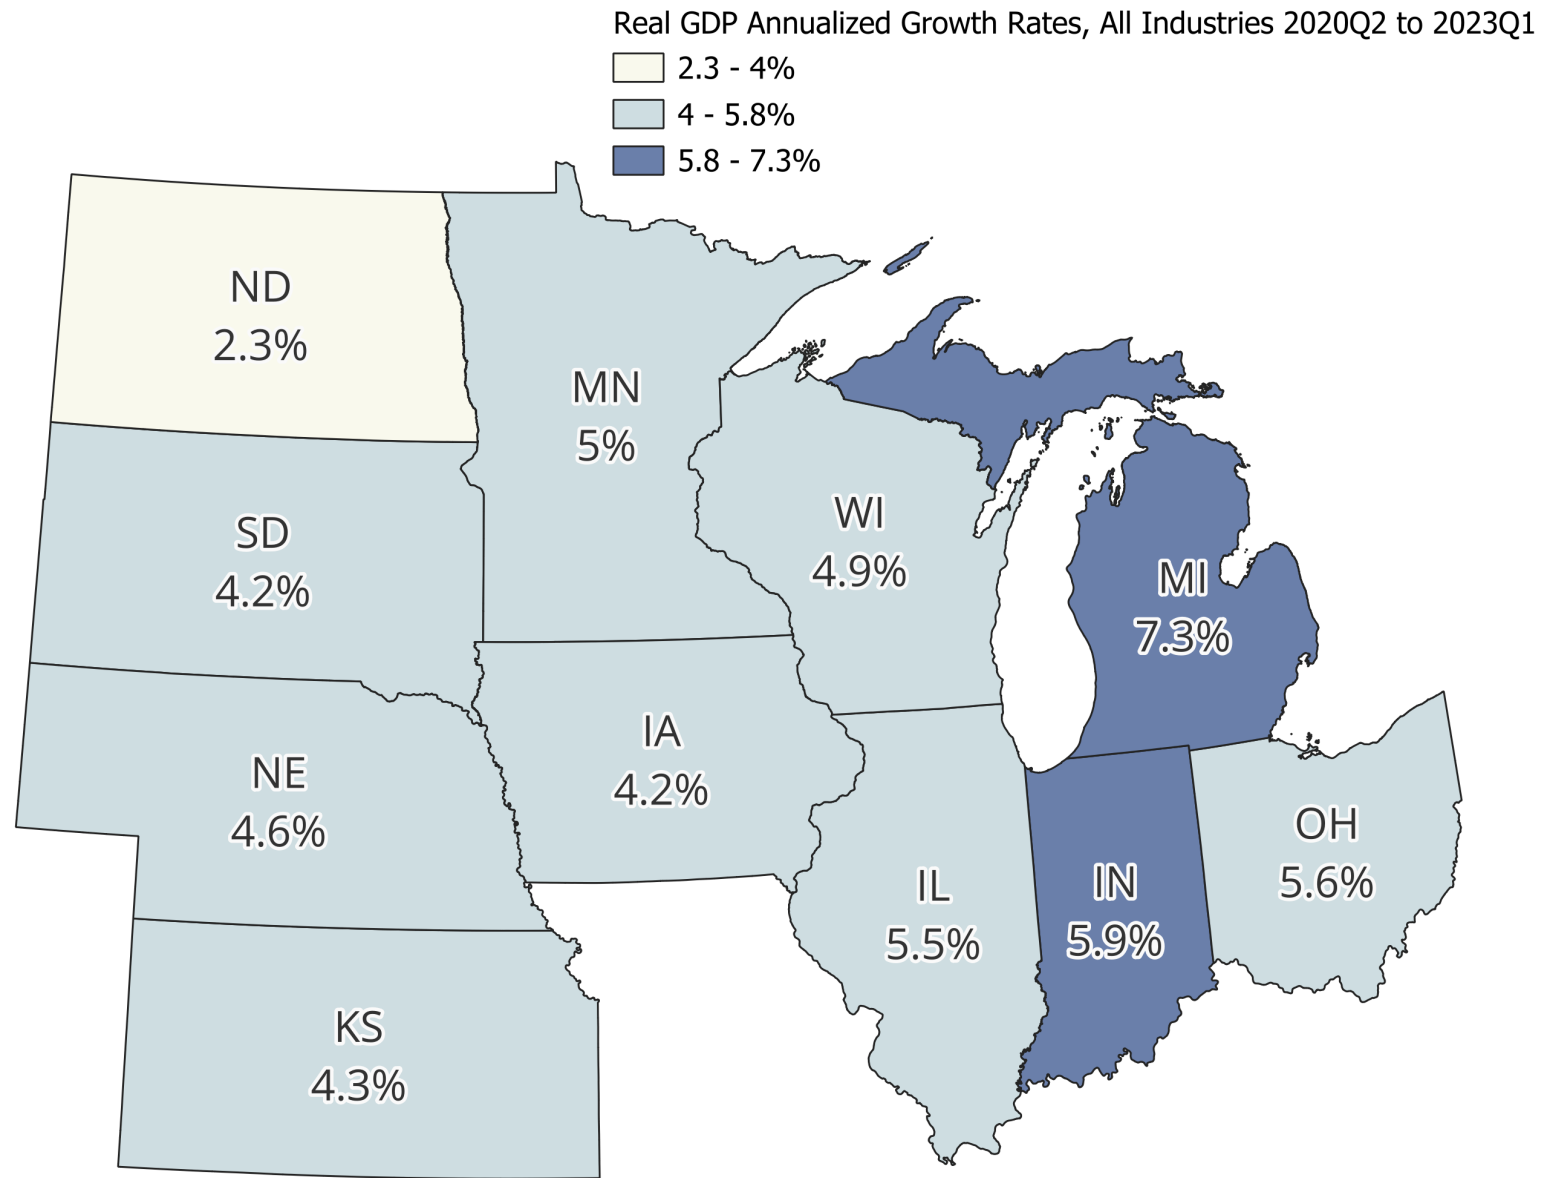 Real GDP Annualized Growth Rates, All Industries 2020Q2 to 2023Q1
2.3 - 4%
4 - 5.8%
5.8 - 7.3%
ND
2.3%
MN
5%
SD
4.2%
WI
4.9%
MI
7.3%
IA
4.2%
NE
4.6%
OH
5.6%
IL
5.5%
IN
5.9%
KS
4.3%